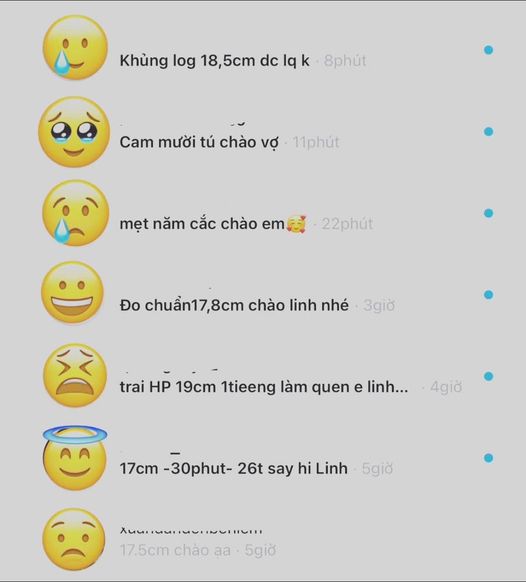 Khủng log 18,5cm dc lq k · 8phút
Cam mười tú chào vợ · 11phút
mẹt năm cắc chào em🥰 · 22phút
Đo chuẩn17,8cm chào linh nhé · 3giờ
trai HP 19cm 1tieeng làm quen e linh... · 4giờ
17cm -30phut- 26t say hi Linh · 5giờ
17.5cm chào aa · 5giờ